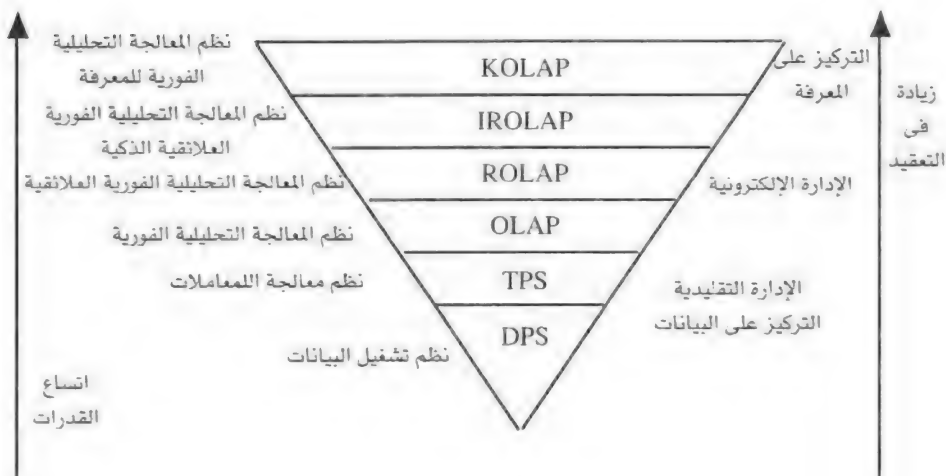 نظم المعالجة التحليلية
الفورية للمعرفة
KOLAP
التركيز على
المعرفة
زيادة
فى
التعقيد
نظم المعالجة التحليلية الفورية
العلائقية الذكية
IROLAP
نظم المعالجة التحليلية الفورية العلائقية
ROLAP
الإدارة الإلكترونية
نظم المعالجة التحليلية الفورية
OLAP
نظم معالجة اللمعاملات
TPS
الإدارة التقليدية
التركيز على البيانات
نظم تشغيل البيانات
DPS
اتساع
القدرات